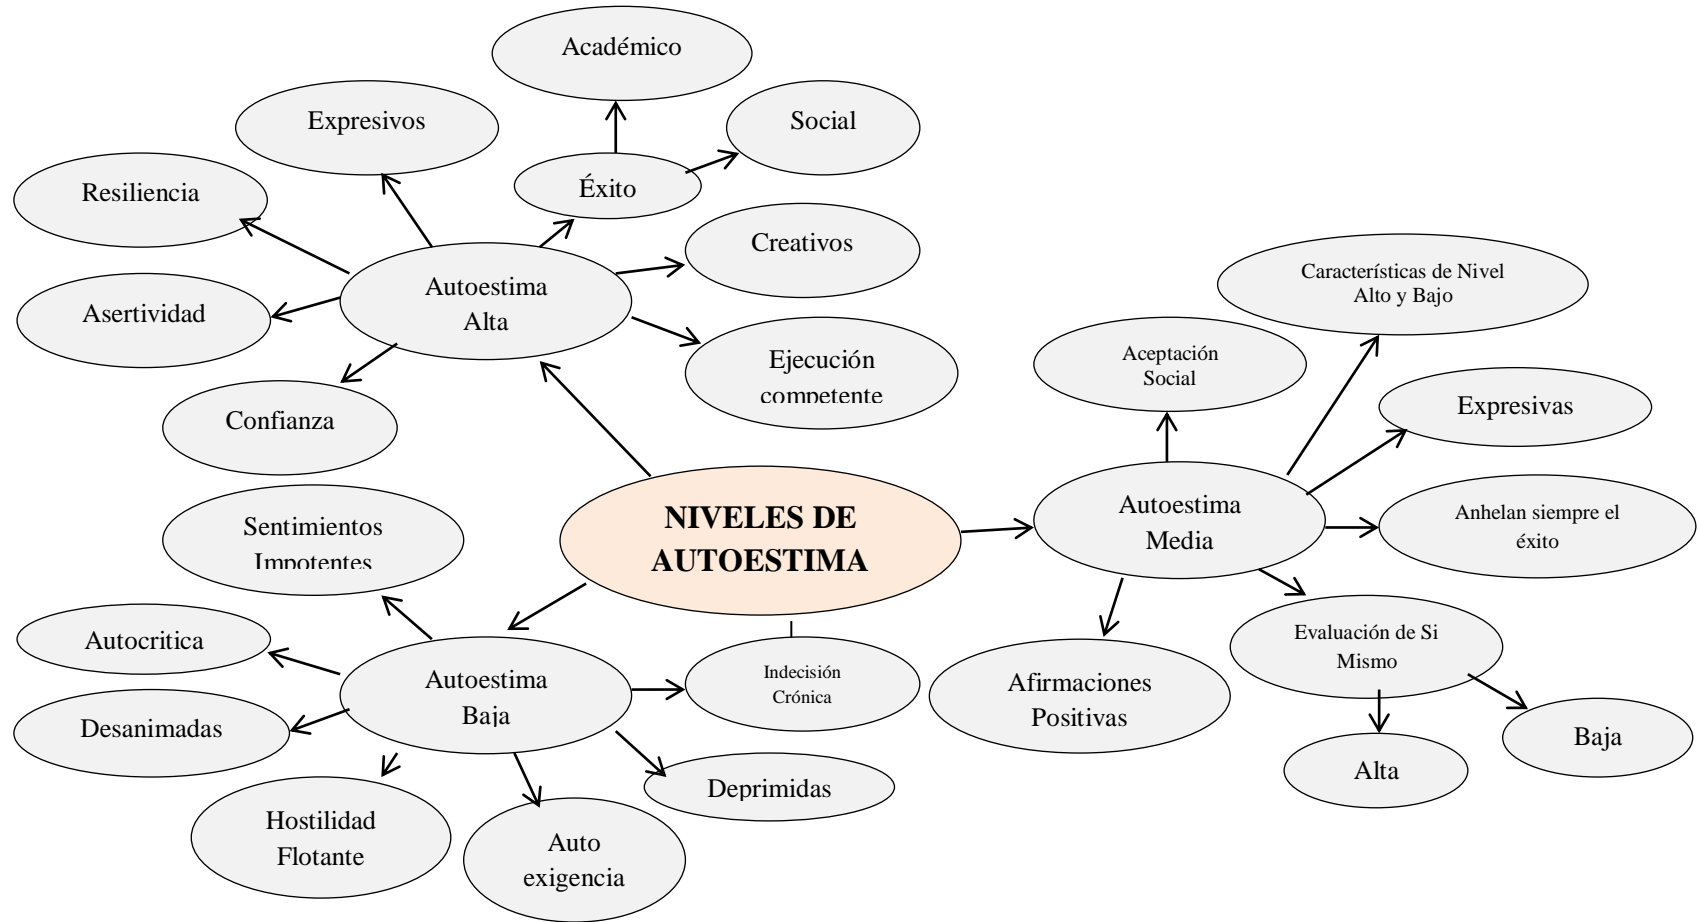 Académico
Social
Expresivos
Éxito
Resiliencia
Creativos
Autoestima
Alta
Asertividad
Ejecución
competente
Confianza
Características de Nivel
Alto y Bajo
Aceptación
Social
Expresivas
NIVELES DE
AUTOESTIMA
Autoestima
Media
Anhelan siempre el
éxito
Sentimientos
Impotentes
Autocritica
Autoestima
Baja
Indecisión
Crónica
Evaluación de Si
Mismo
Afirmaciones
Positivas
Desanimadas
Baja
Alta
Deprimidas
Hostilidad
Flotante
Auto
exigencia